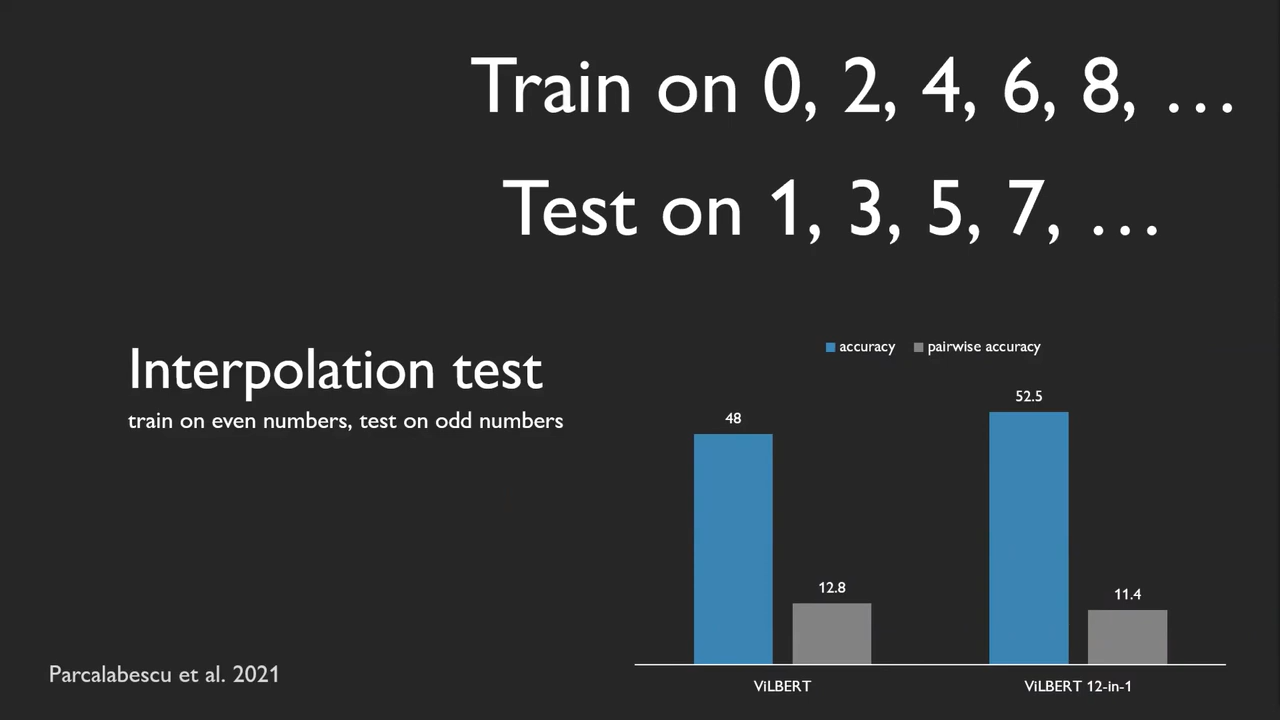 Train on 0, 2, 4, 6, 8, ...
Test on 1, 3, 5, 7, ...
Interpolation test
train on even numbers, test on odd numbers
accuracy pairwise accuracy
48
12.8
52.5
11.4
ViLBERT
ViLBERT 12-in-1
Parcalabescu et al. 2021